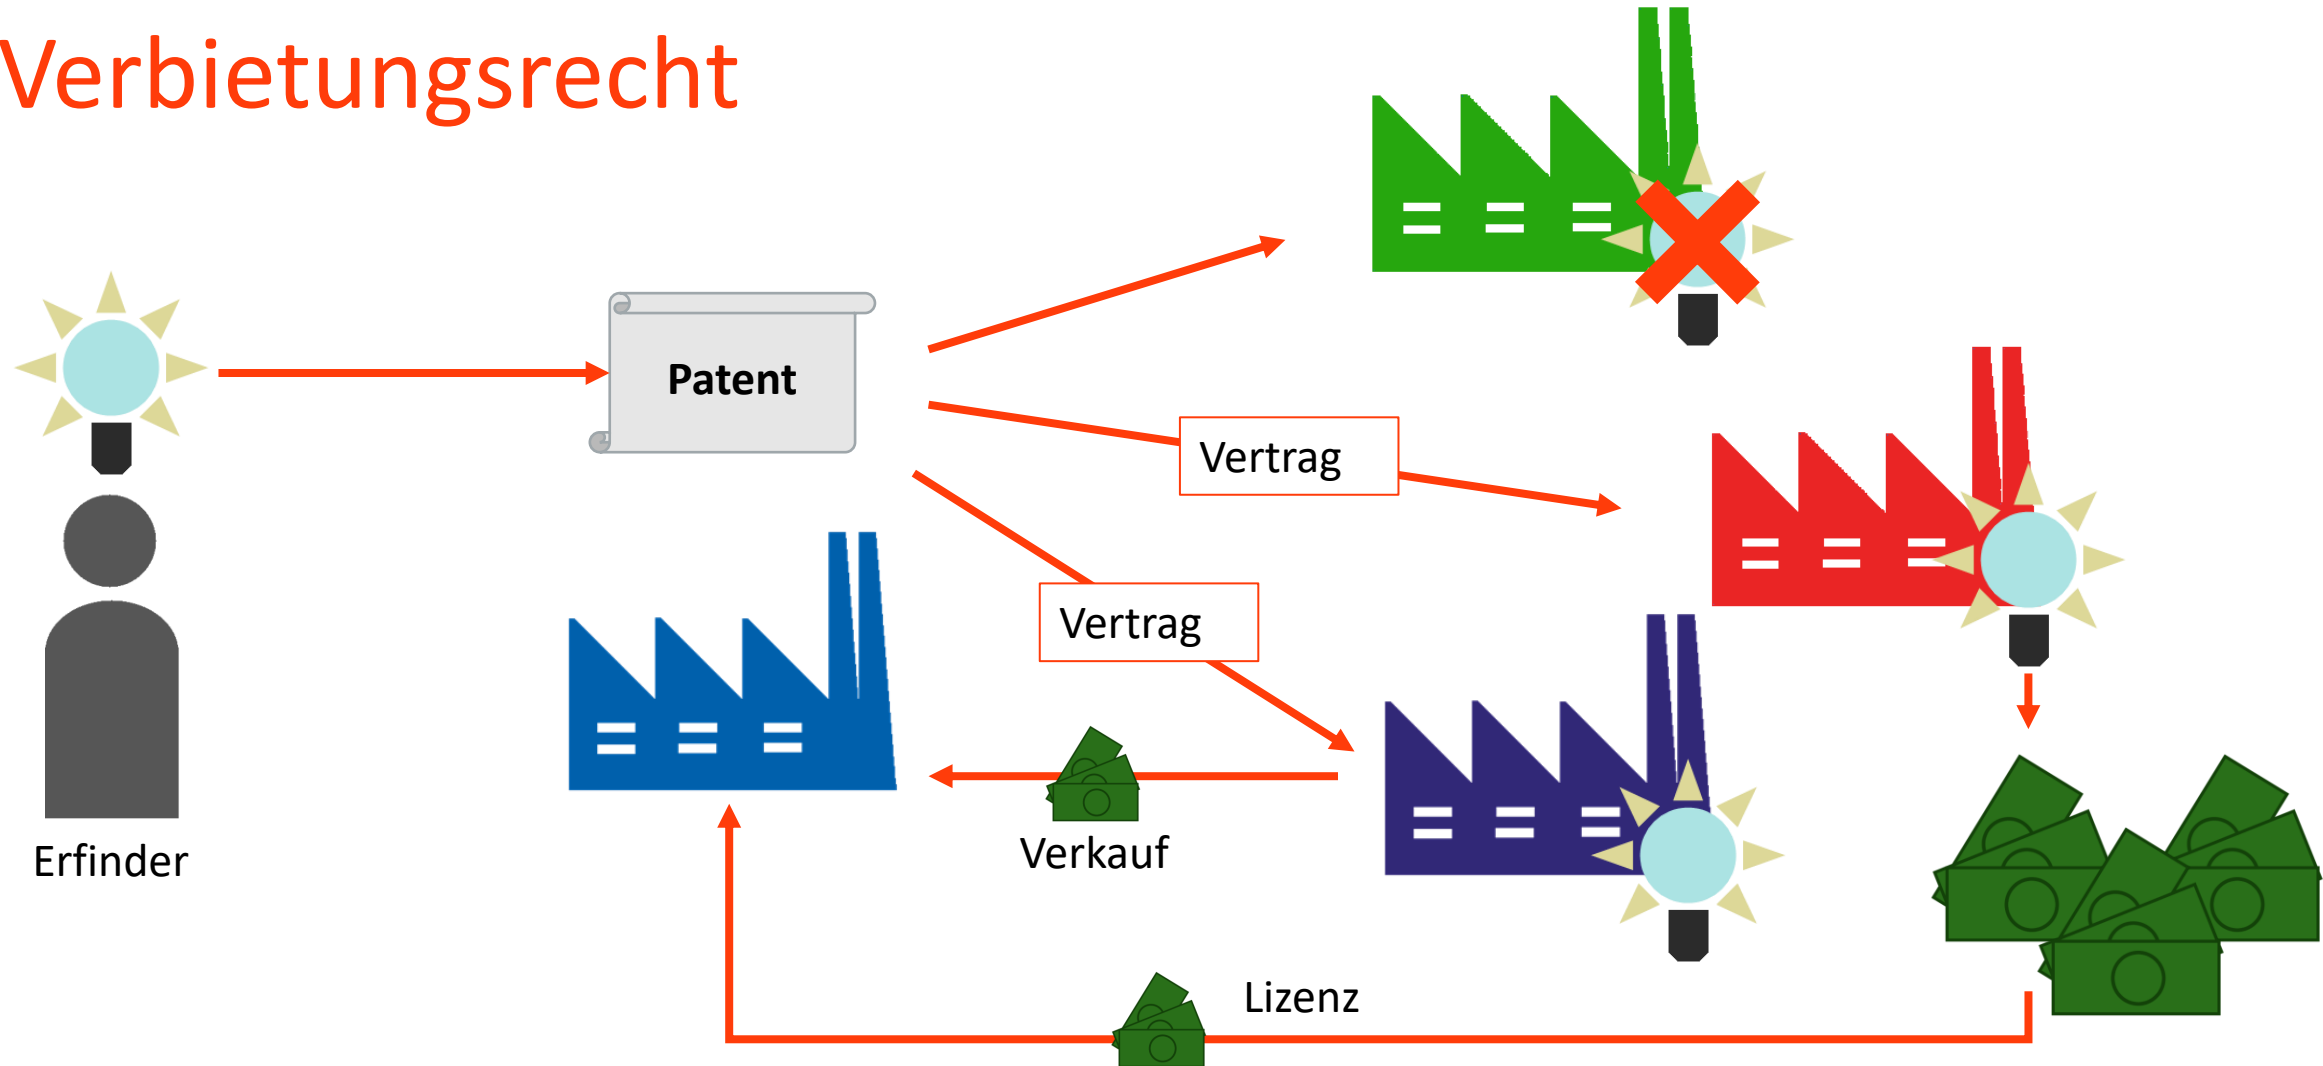 Verbietungsrecht
Patent
Vertrag
Vertrag
Verkauf
Erfinder
Lizenz